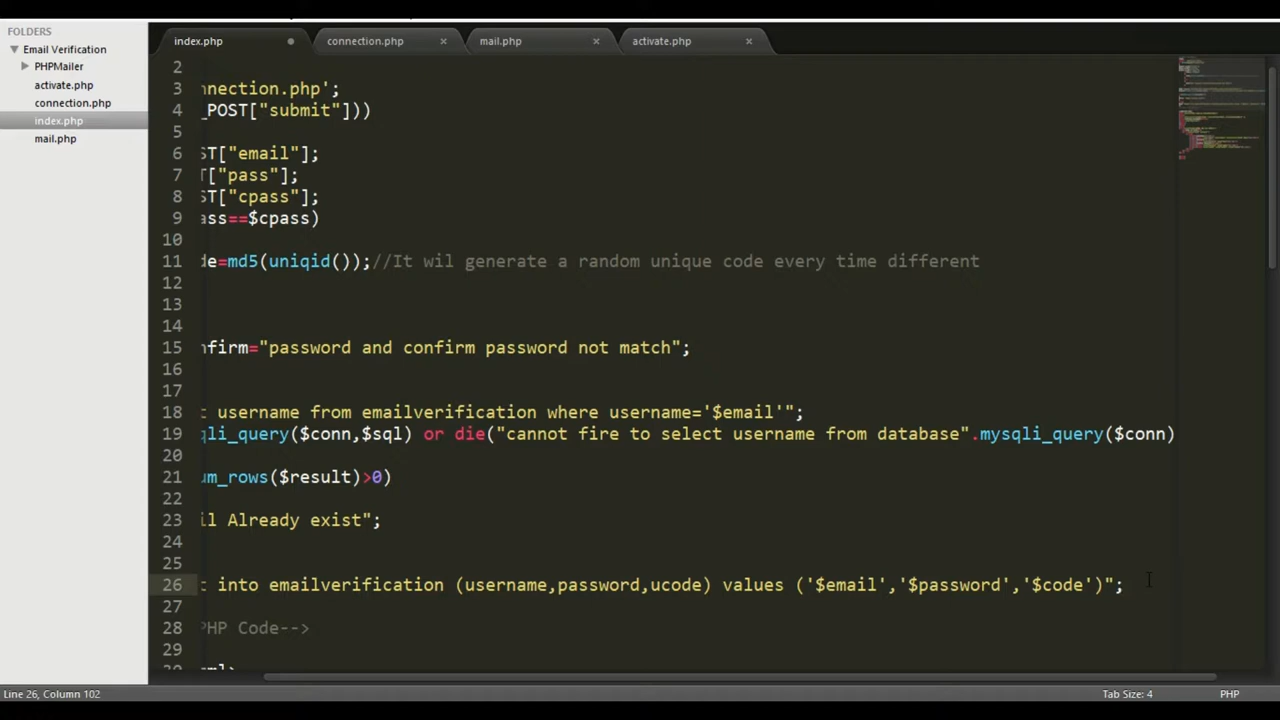 FOLDERS
Email Verification
PHPMailer
activate.php
connection.php
index.php
mail.php
index.php connection.php mail.php activate.php
2
3 nnection.php';
4 _POST["submit"]))
5
6 ST["email"];
7 T["pass"];
8 ST["cpass"];
9 ass==$cpass)
10
11 de=md5(uniqid());//It wil generate a random unique code every time different
12
13
14
15 nfirm="password and confirm password not match";
16
17
18 t username from emailverification where username='$email'";
19 qli_query($conn,$sql) or die("cannot fire to select username from database".mysqli_query($conn)
20
21 um_rows($result)>0)
22
23 il Already exist";
24
25
26 t into emailverification (username,password,ucode) values ('$email','$password','$code')";
27
28 PHP Code-->
29
30
Line 26, Column 102 Tab Size: 4 PHP